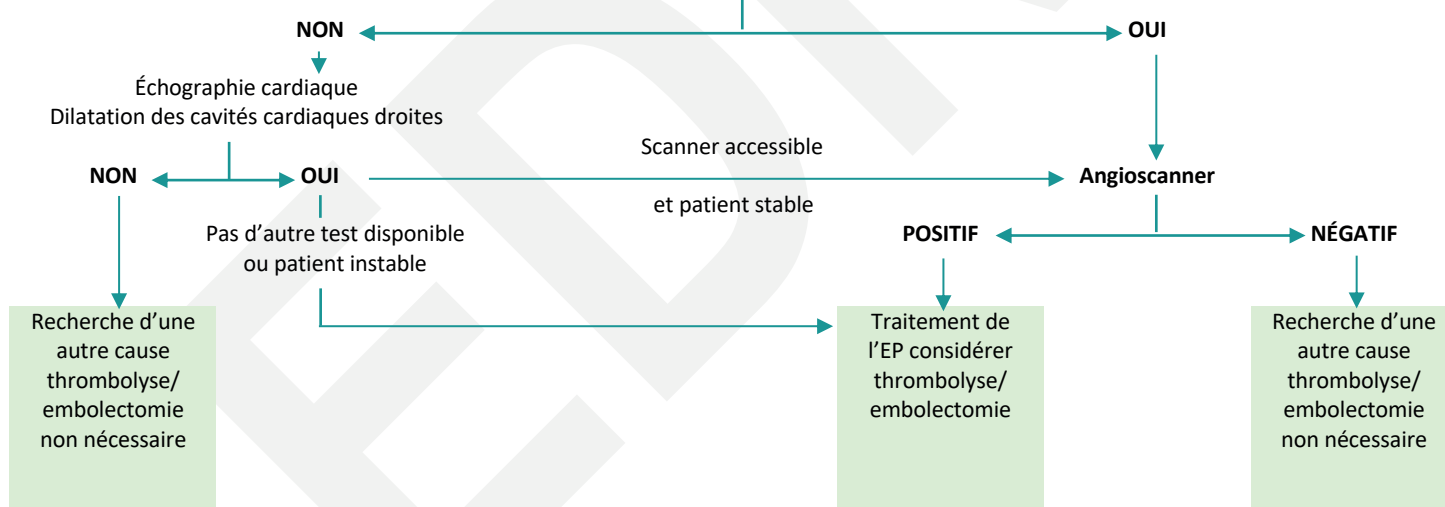 NON
OUI
Échographie cardiaque
Dilatation des cavités cardiaques droites
Scanner accessible
et patient stable
NON
OUI
Angioscanner
Pas d'autre test disponible
ou patient instable
POSITIF
NÉGATIF
Recherche d'une
autre cause
thrombolyse/
embolectomie
non nécessaire
Traitement de
l'EP considérer
thrombolyse/
embolectomie
Recherche d'une
autre cause
thrombolyse/
embolectomie
non nécessaire